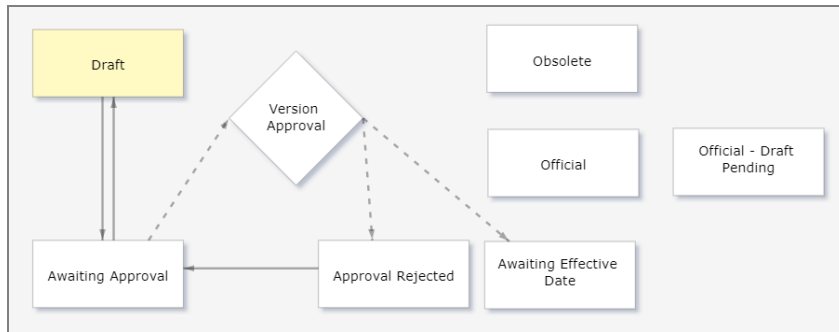 Draft
Obsolete
Version
Approval
Official
Official - Draft
Pending
Awaiting Approval
Approval Rejected
Awaiting Effective
Date